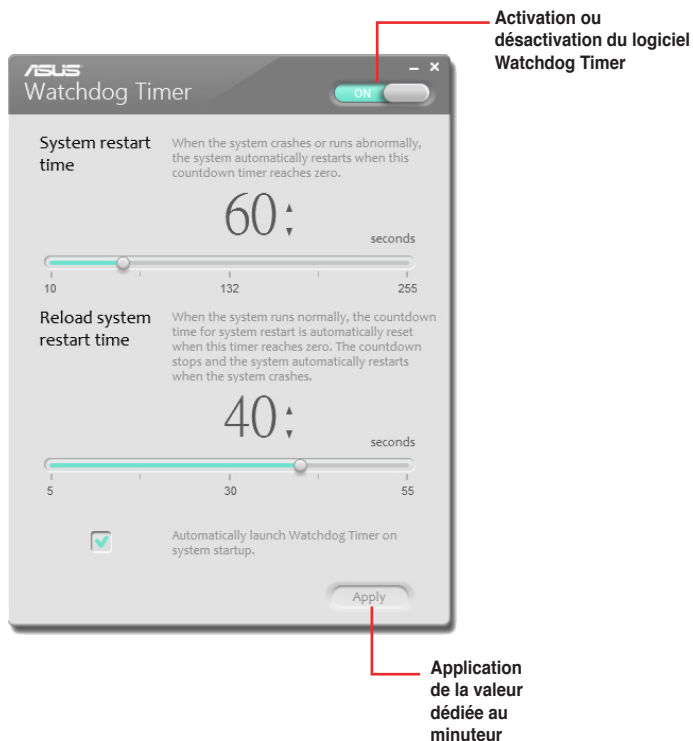 Activation ou
désactivation du logiciel
Watchdog Timer
ASUS
Watchdog Timer
ON
System restart
time
When the system crashes or runs abnormally,
the system automatically restarts when this
countdown timer reaches zero.
60
seconds
10 132 255
Reload system
restart time
When the system runs normally, the countdown
time for system restart is automatically reset
when this timer reaches zero. The countdown
stops and the system automatically restarts
when the system crashes.
40
seconds
5 30 55
Automatically launch Watchdog Timer on
system startup.
Apply
Application
de la valeur
dédiée au
minuteur